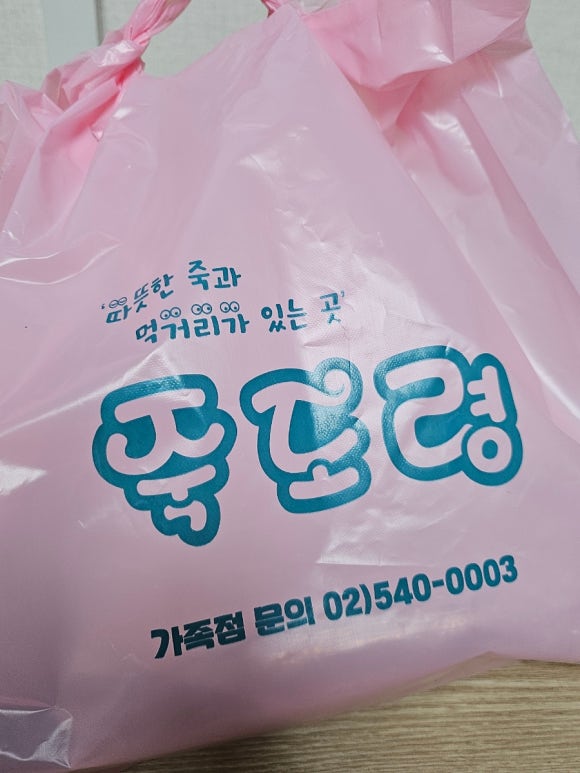 '따뜻한 죽과
먹거리가 있는 곳'
죽도령
가족점 문의 02)540-0003